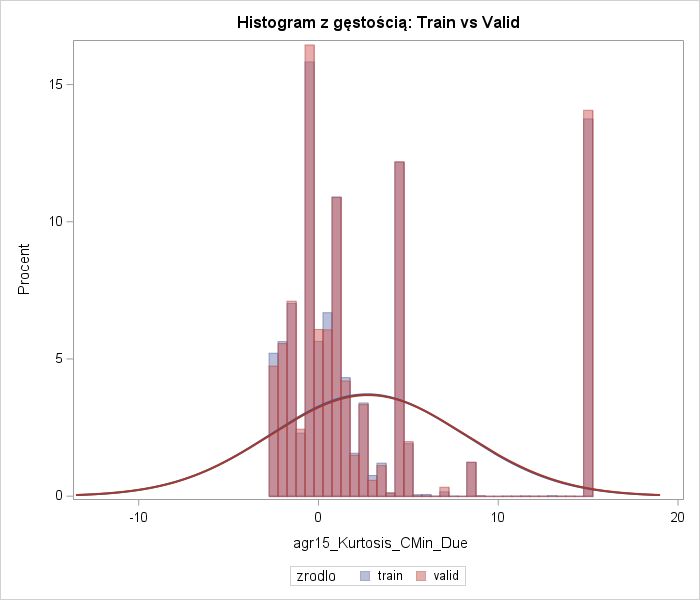 Histogram z gęstością: Train vs Valid
15
10
5
0
Procent
-10 0 10 20
agr15_Kurtosis_CMin_Due
zrodlo train valid